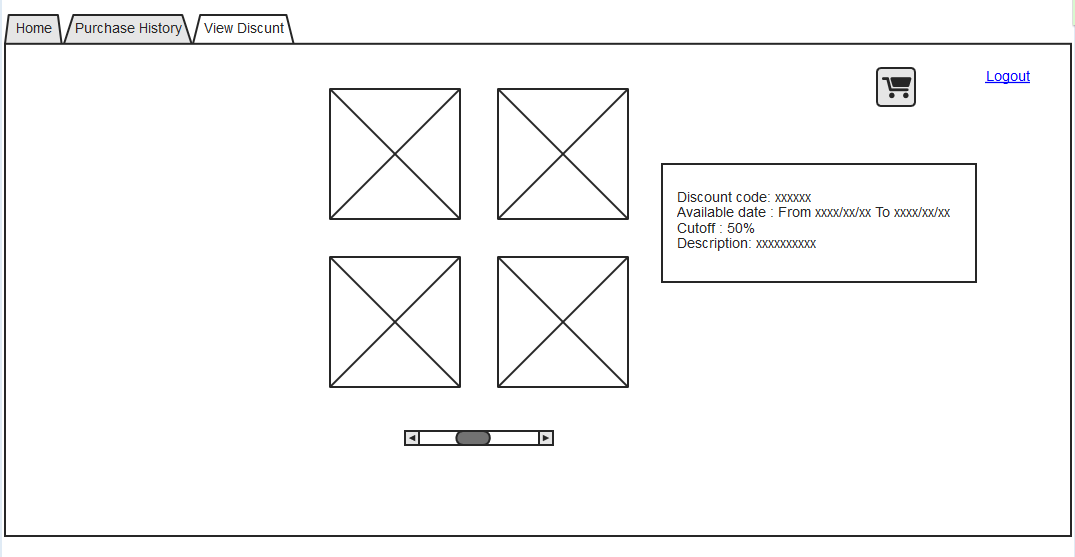 Home
Purchase History
View Discunt
Logout
Discount code: xxxxxx
Available date : From xxxx/xx/xx To xxxx/xx/xx
Cutoff : 50%
Description: xxxxxxxxxx